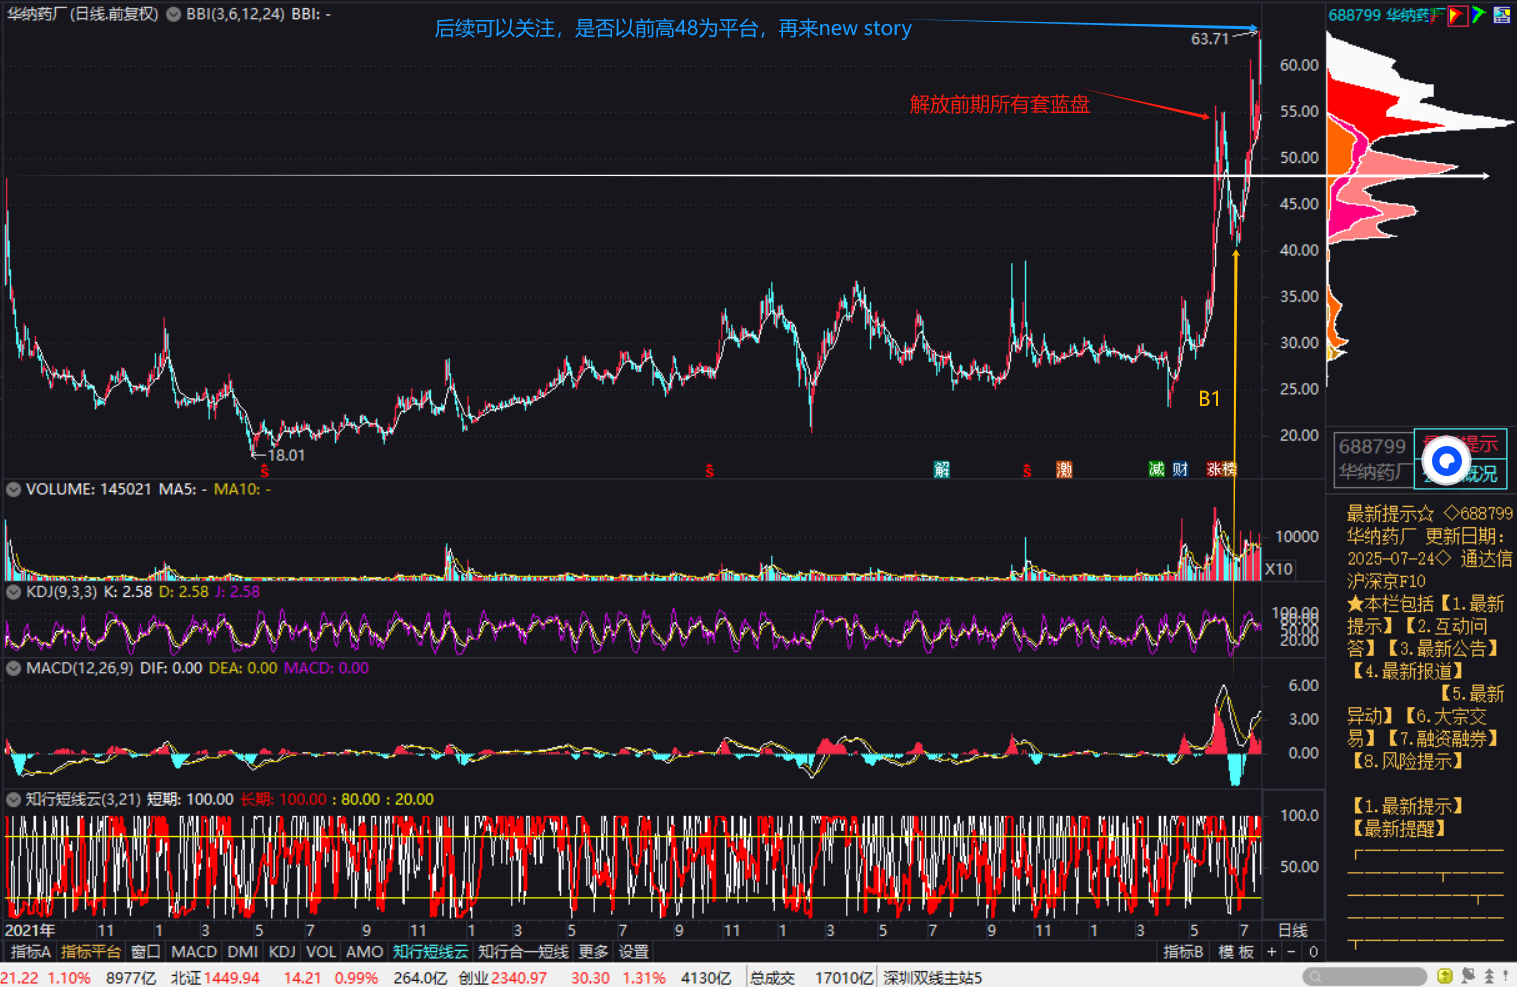 华纳药厂 (日线.前复权) BBI(3,6,12,24) BBI: -
688799 华纳药厂
后续可以关注，是否以前高48为平台，再来new story
63.71
解放前期所有套蓝盘
60.00
55.00
50.00
45.00
40.00
35.00
30.00
25.00
20.00
B1
18.01
解
激
减 财 涨榜
688799
华纳药厂
提示
概况
VOLUME: 145021 MA5: - MA10: -
10000
X10
KDJ(9,3,3) K: 2.58 D: 2.58 J: 2.58
100.00
80.00
50.00
20.00
MACD(12,26,9) DIF: 0.00 DEA: 0.00 MACD: 0.00
6.00
3.00
0.00
知行短线云(3,21) 短期: 100.00 长期: 100.00 : 80.00 : 20.00
100.0
50.00
最新提示☆ ◇688799
华纳药厂 更新日期：
2025-07-24◇ 通达信
沪深京F10
★本栏包括【1.最新
提示】【2.互动问
答】【3.最新公告】
【4.最新报道】
【5.最新
异动】【6.大宗交
易】【7.融资融券】
【8.风险提示】
【1.最新提示】
【最新提醒】
2021年 11 1 3 5 7 9 11 1 3 5 7 9 11 1 3 5 7 9 11 1 3 5 7 日线
指标A 指标平台 窗口 MACD DMI KDJ VOL AMO 知行短线云 知行合一短线 更多 设置 指标B 模 板 + − 0
21.22 1.10% 8977亿 北证1449.94 14.21 0.99% 264.0亿 创业2340.97 30.30 1.31% 4130亿 总成交 17010亿 深圳双线主站5